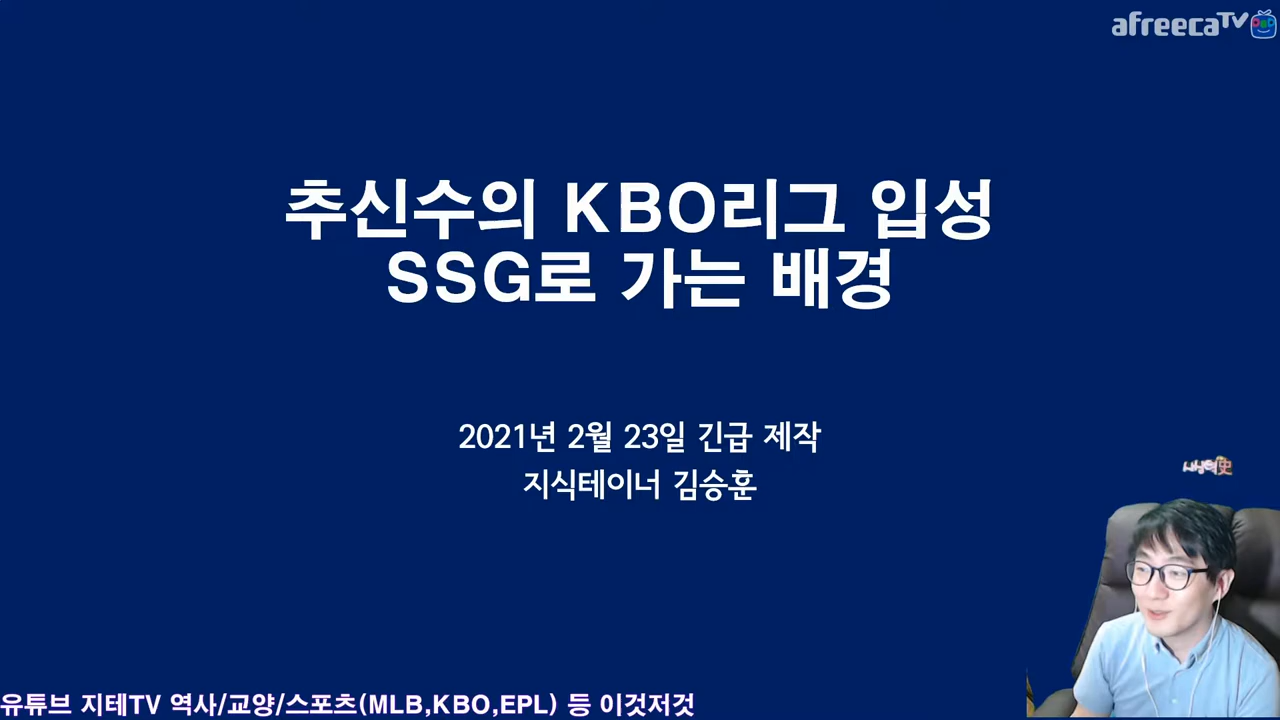 afreecaTV
추신수의 KBO리그 입성
SSG로 가는 배경
2021년 2월 23일 긴급 제작
지식테이너 김승훈
유튜브 지테TV 역사/교양/스포츠(MLB,KBO,EPL) 등 이것저것